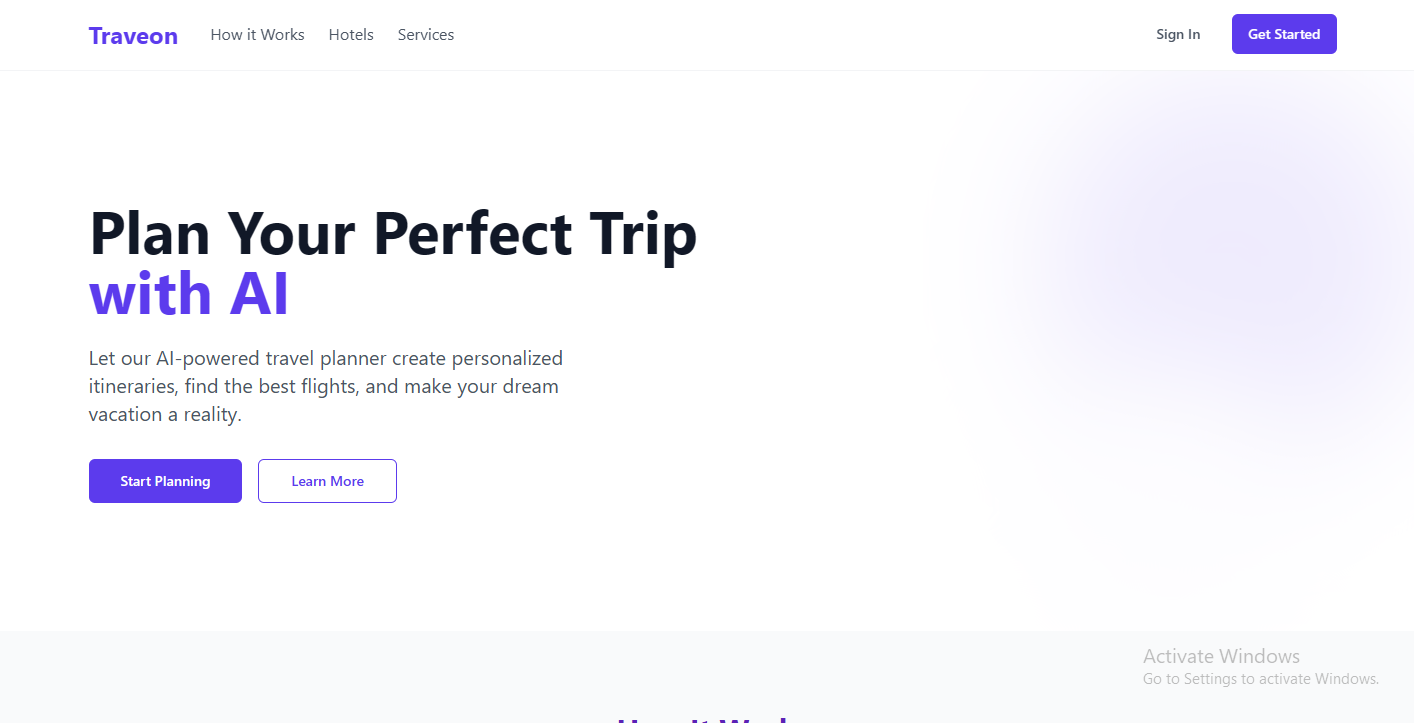 Traveon How it Works Hotels Services Sign In Get Started
Plan Your Perfect Trip
with AI
Let our AI-powered travel planner create personalized
itineraries, find the best flights, and make your dream
vacation a reality.
Start Planning Learn More
Activate Windows
Go to Settings to activate Windows.